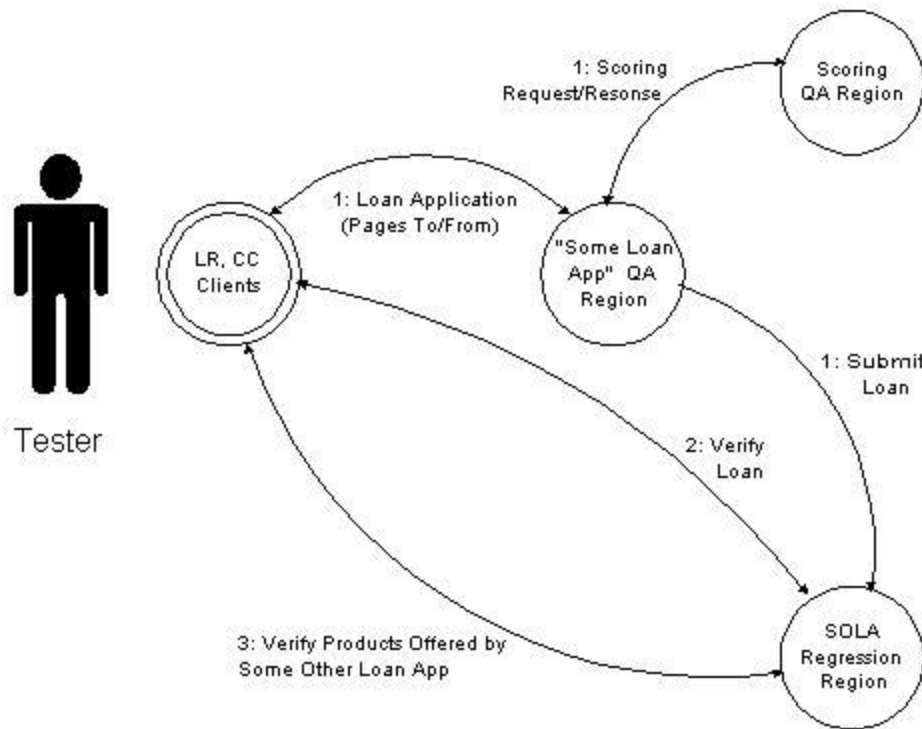 1: Scoring
Request/Resonse
Scoring
QA Region
1: Loan Application
(Pages To/From)
LR, CC
Clients
"Some Loan
App" QA
Region
1: Submit
Loan
Tester
2: Verify
Loan
3: Verify Products Offered by
Some Other Loan App
SOLA
Regression
Region